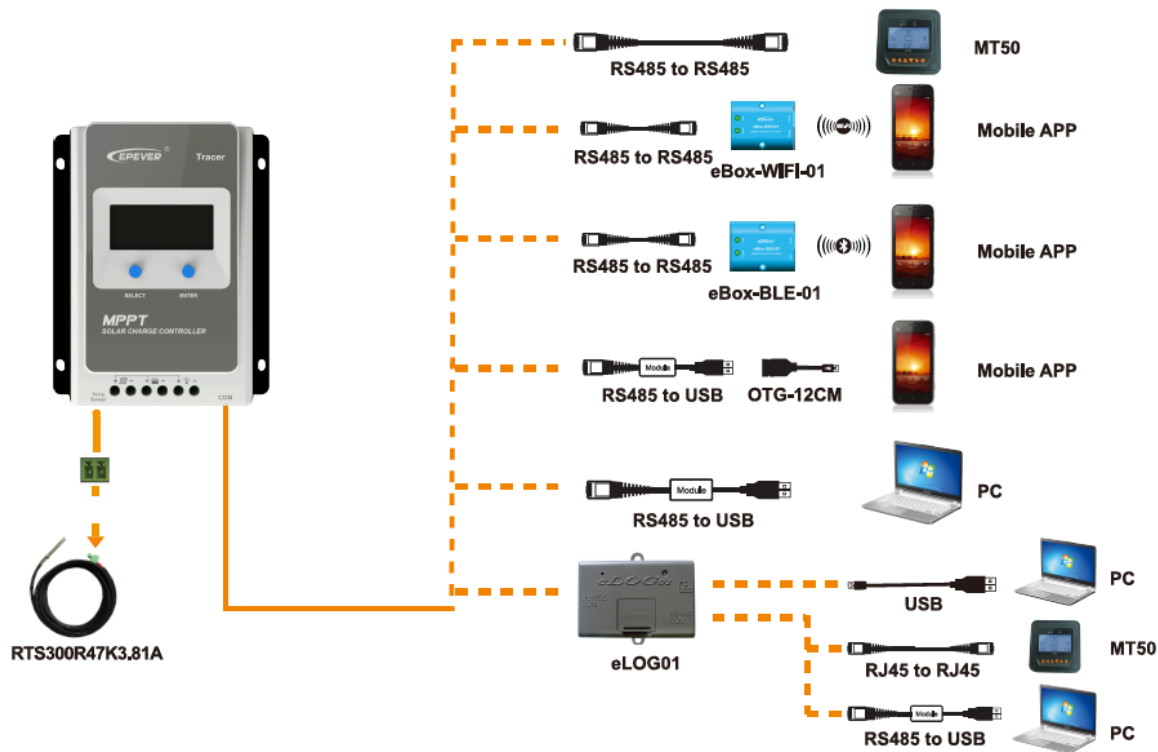 RS485 to RS485
MT50
EPEVER ®
Tracer
SELECT
ENTER
MPPT
SOLAR CHARGE CONTROLLER
COM
RS485 to RS485
eBox-WIFI-01
WiFi
Mobile APP
RS485 to RS485
eBox-BLE-01
Mobile APP
Module
RS485 to USB
OTG-12CM
Mobile APP
Module
RS485 to USB
PC
RTS300R47K3.81A
eLOG01
eLOG01
USB
PC
RJ45 to RJ45
MT50
Module
RS485 to USB
PC